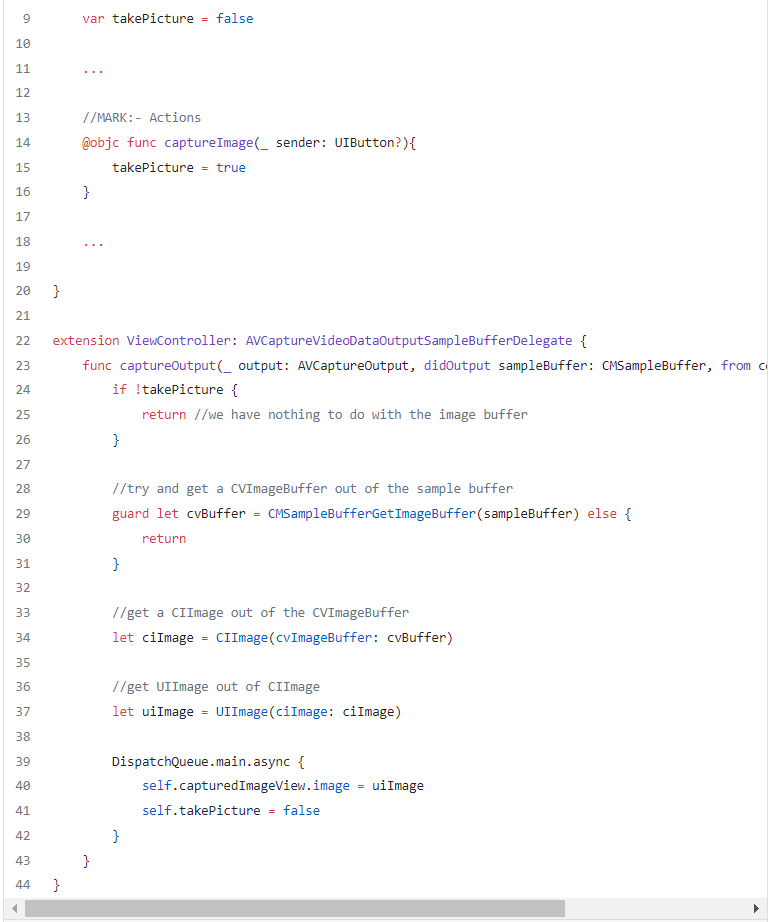 9 var takePicture = false
10
11 ...
12
13 //MARK:- Actions
14 @objc func captureImage(_ sender: UIButton?){
15 takePicture = true
16 }
17
18 ...
19
20 }
21
22 extension ViewController: AVCaptureVideoDataOutputSampleBufferDelegate {
23 func captureOutput(_ output: AVCaptureOutput, didOutput sampleBuffer: CMSampleBuffer, from
24 if !takePicture {
25 return //we have nothing to do with the image buffer
26 }
27
28 //try and get a CVImageBuffer out of the sample buffer
29 guard let cvBuffer = CMSampleBufferGetImageBuffer(sampleBuffer) else {
30 return
31 }
32
33 //get a CIImage out of the CVImageBuffer
34 let ciImage = CIImage(cvImageBuffer: cvBuffer)
35
36 //get UIImage out of CIImage
37 let uiImage = UIImage(ciImage: ciImage)
38
39 DispatchQueue.main.async {
40 self.capturedImageView.image = uiImage
41 self.takePicture = false
42 }
43 }
44 }